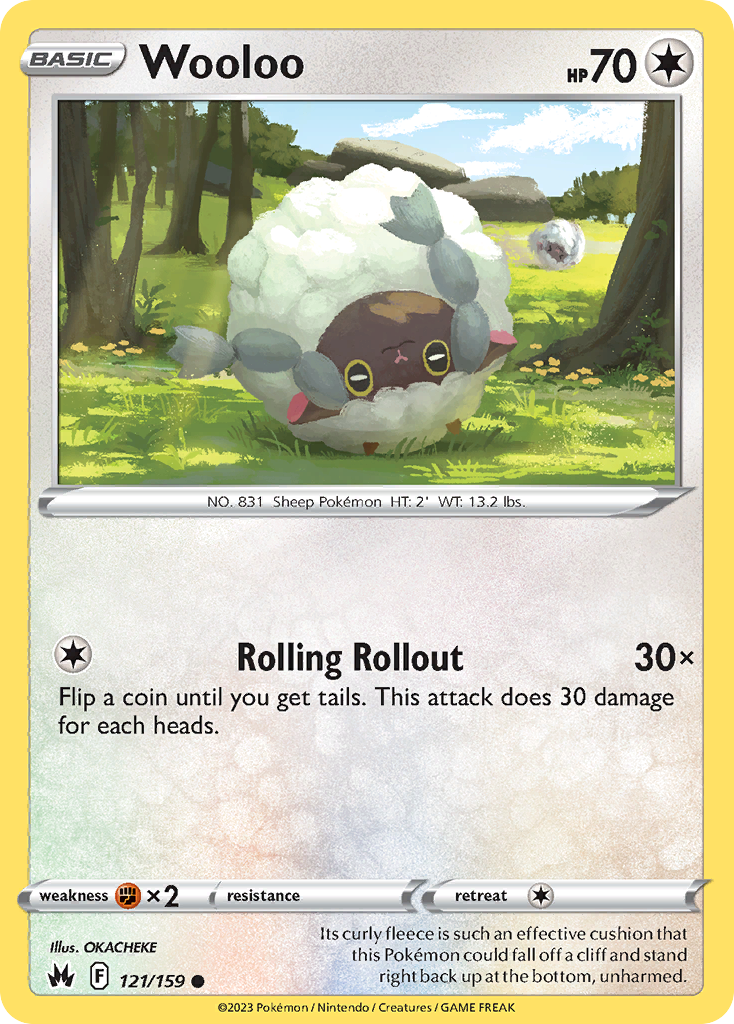 BASIC Wooloo HP70
NO. 831 Sheep Pokémon HT: 2' WT: 13.2 lbs.
Rolling Rollout 30×
Flip a coin until you get tails. This attack does 30 damage
for each heads.
weakness ×2 resistance retreat
Its curly fleece is such an effective cushion that
this Pokémon could fall off a cliff and stand
right back up at the bottom, unharmed.
Illus. OKACHEKE
F 121/159
©2023 Pokémon / Nintendo / Creatures / GAME FREAK